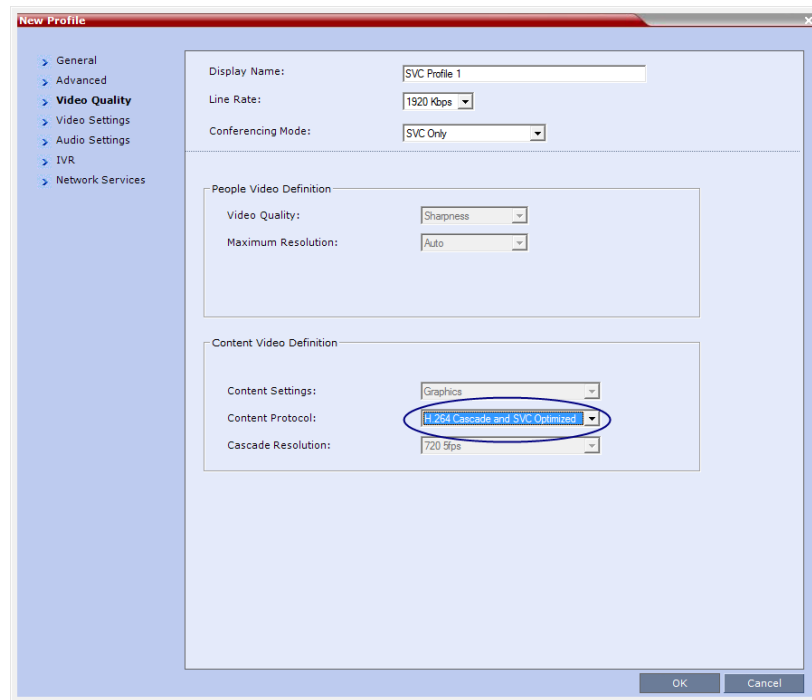 New Profile
General
Advanced
Video Quality
Video Settings
Audio Settings
IVR
Network Services
Display Name: SVC Profile 1
Line Rate: 1920 Kbps
Conferencing Mode: SVC Only
People Video Definition
Video Quality: Sharpness
Maximum Resolution: Auto
Content Video Definition
Content Settings: Graphics
Content Protocol: H.264 Cascade and SVC Optimized
Cascade Resolution: 720 5fps
OK Cancel